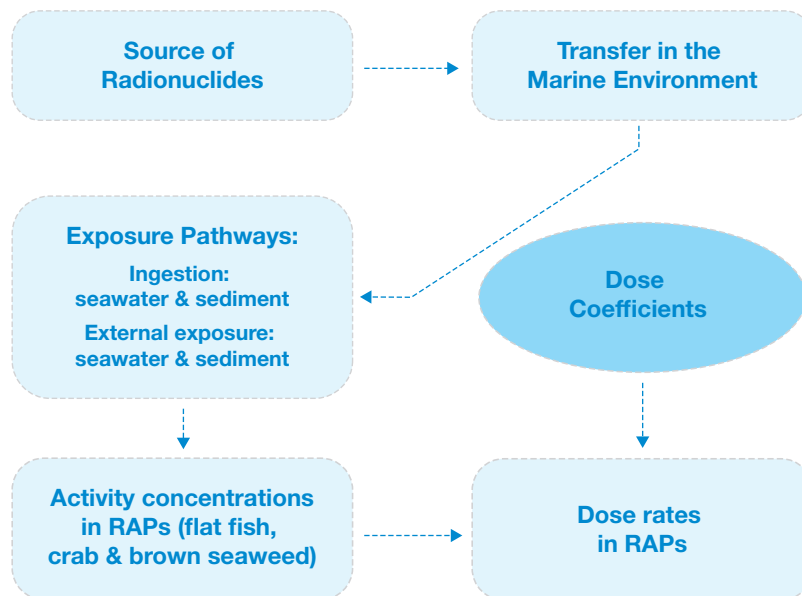 Source of
Radionuclides
Transfer in the
Marine Environment
Exposure Pathways:
Ingestion:
seawater & sediment
External exposure:
seawater & sediment
Dose
Coefficients
Activity concentrations
in RAPs (flat fish,
crab & brown seaweed)
Dose rates
in RAPs